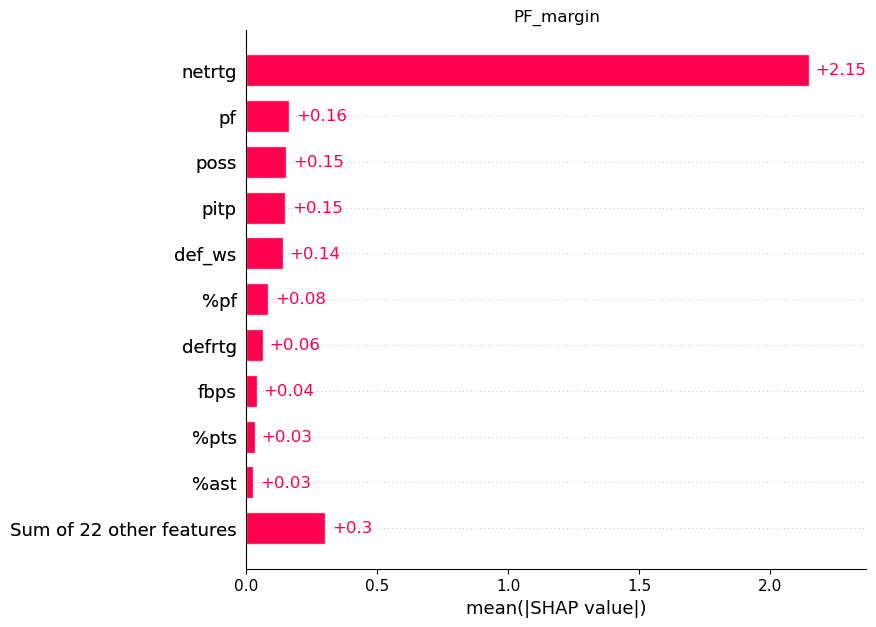 PF_margin
netrtg +2.15
pf +0.16
poss +0.15
pitp +0.15
def_ws +0.14
%pf +0.08
defrtg +0.06
fbps +0.04
%pts +0.03
%ast +0.03
Sum of 22 other features +0.3
0.0 0.5 1.0 1.5 2.0
mean(|SHAP value|)